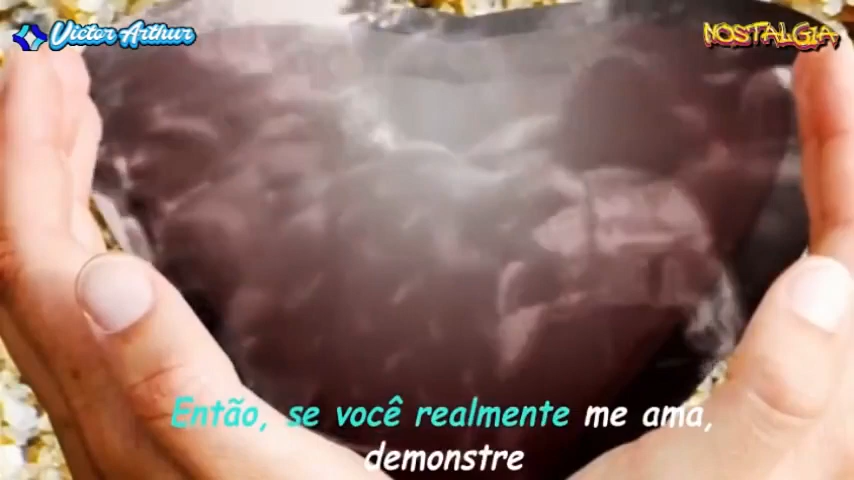 Victor Arthur
NOSTALGIA
Então, se você realmente me ama,
demonstre